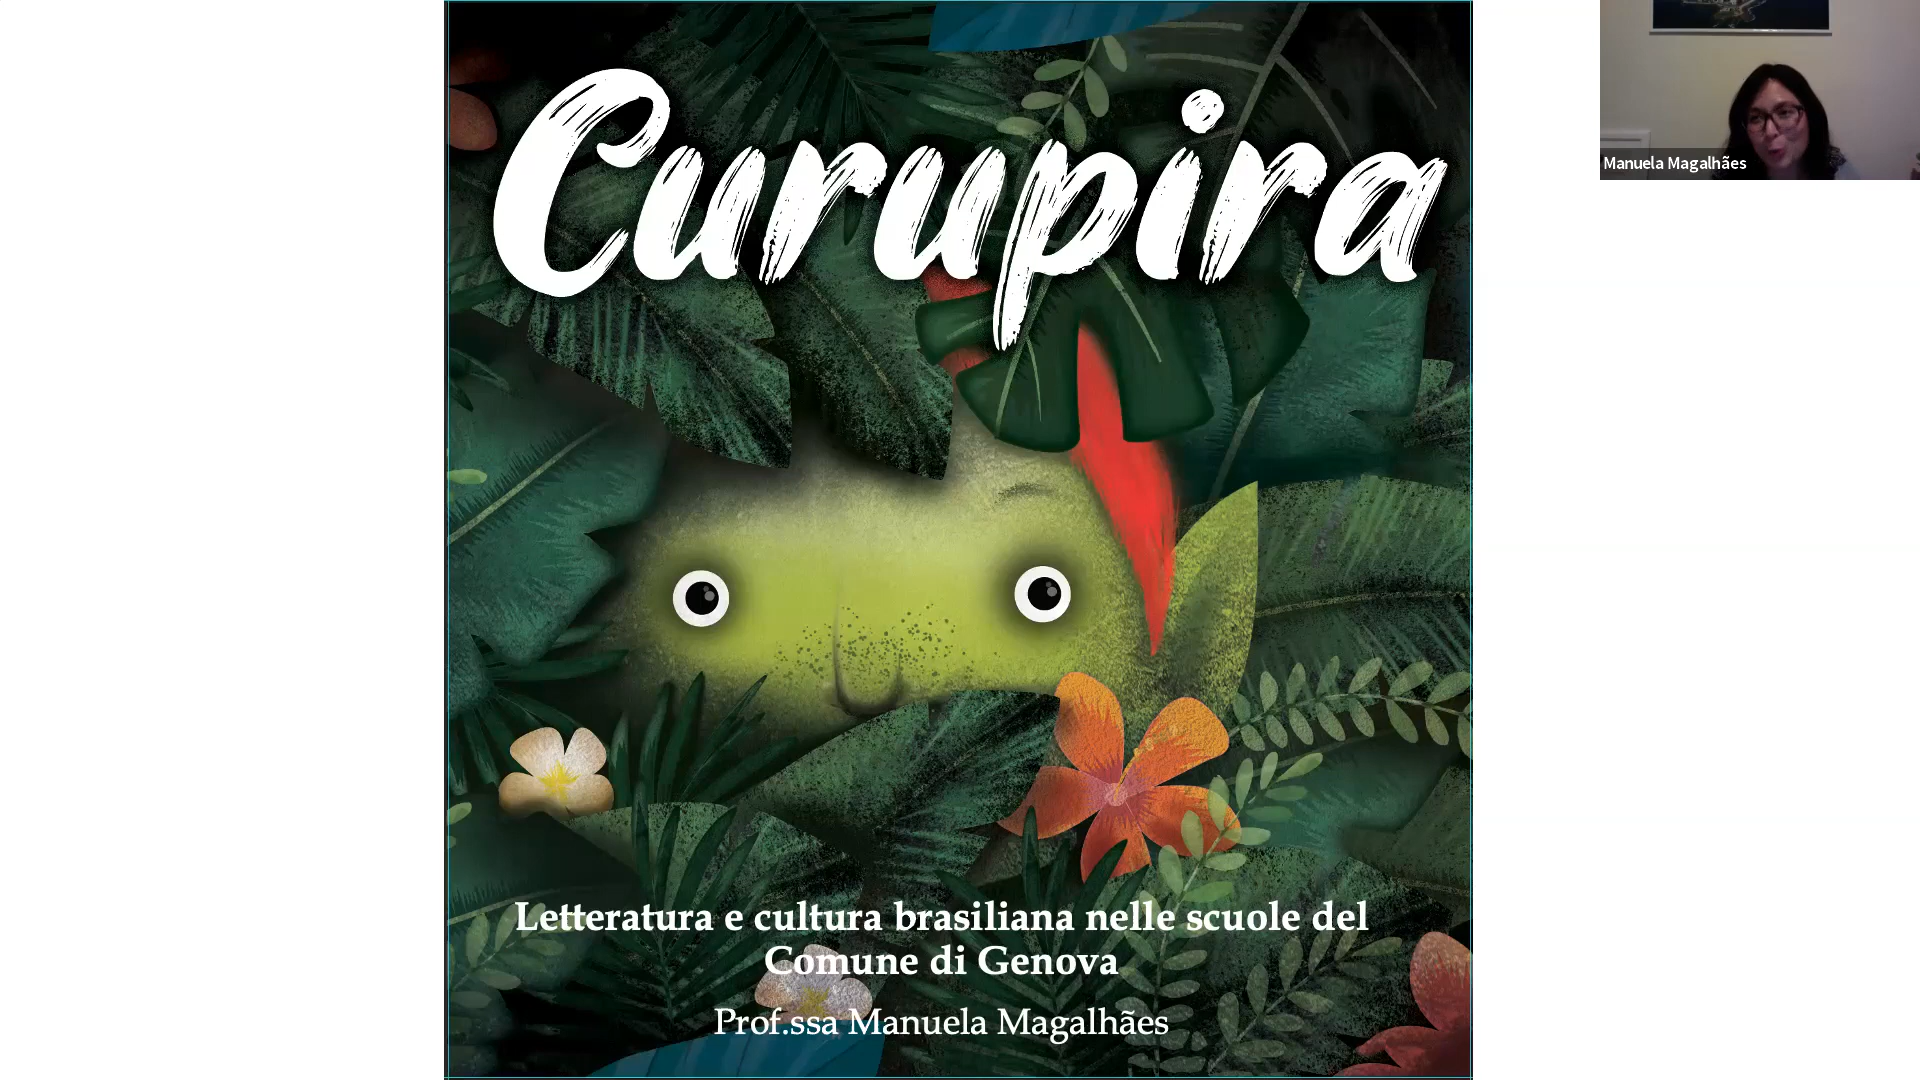 Curupira
Manuela Magalhães
Letteratura e cultura brasiliana nelle scuole del
Comune di Genova
Prof.ssa Manuela Magalhães